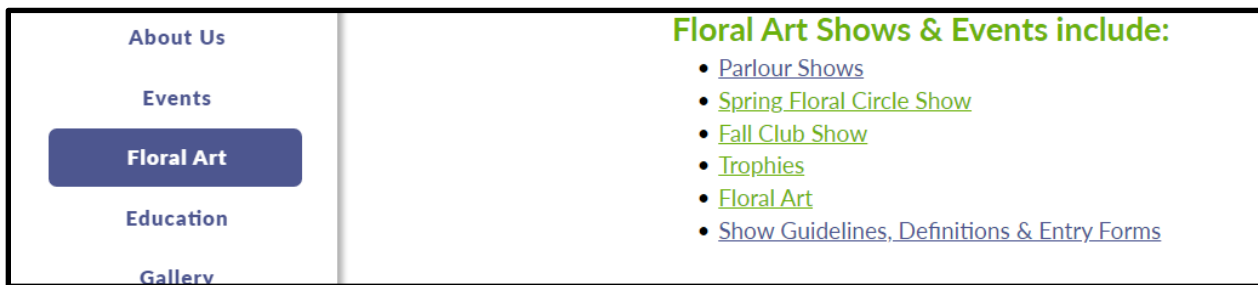 About Us
Events
Floral Art
Education
Gallery
Floral Art Shows & Events include:
• Parlour Shows
• Spring Floral Circle Show
• Fall Club Show
• Trophies
• Floral Art
• Show Guidelines, Definitions & Entry Forms